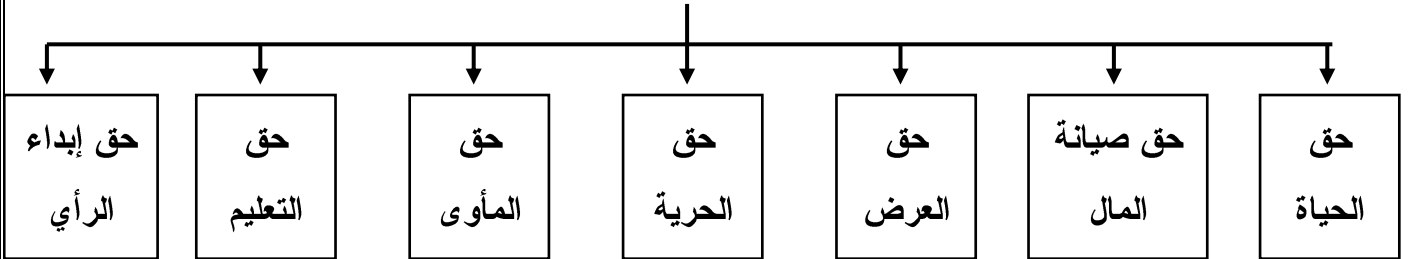 حق
الحياة
حق صيانة
المال
حق
العرض
حق
الحرية
حق
المأوى
حق
التعليم
حق إبداء
الرأي